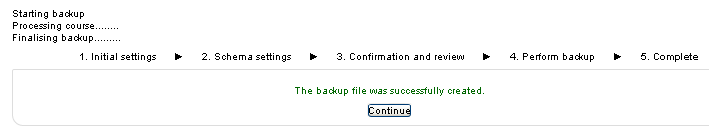 Starting backup
Processing course........
Finalising backup.........
1. Initial settings ► 2. Schema settings ► 3. Confirmation and review ► 4. Perform backup ► 5. Complete
The backup file was successfully created.
Continue